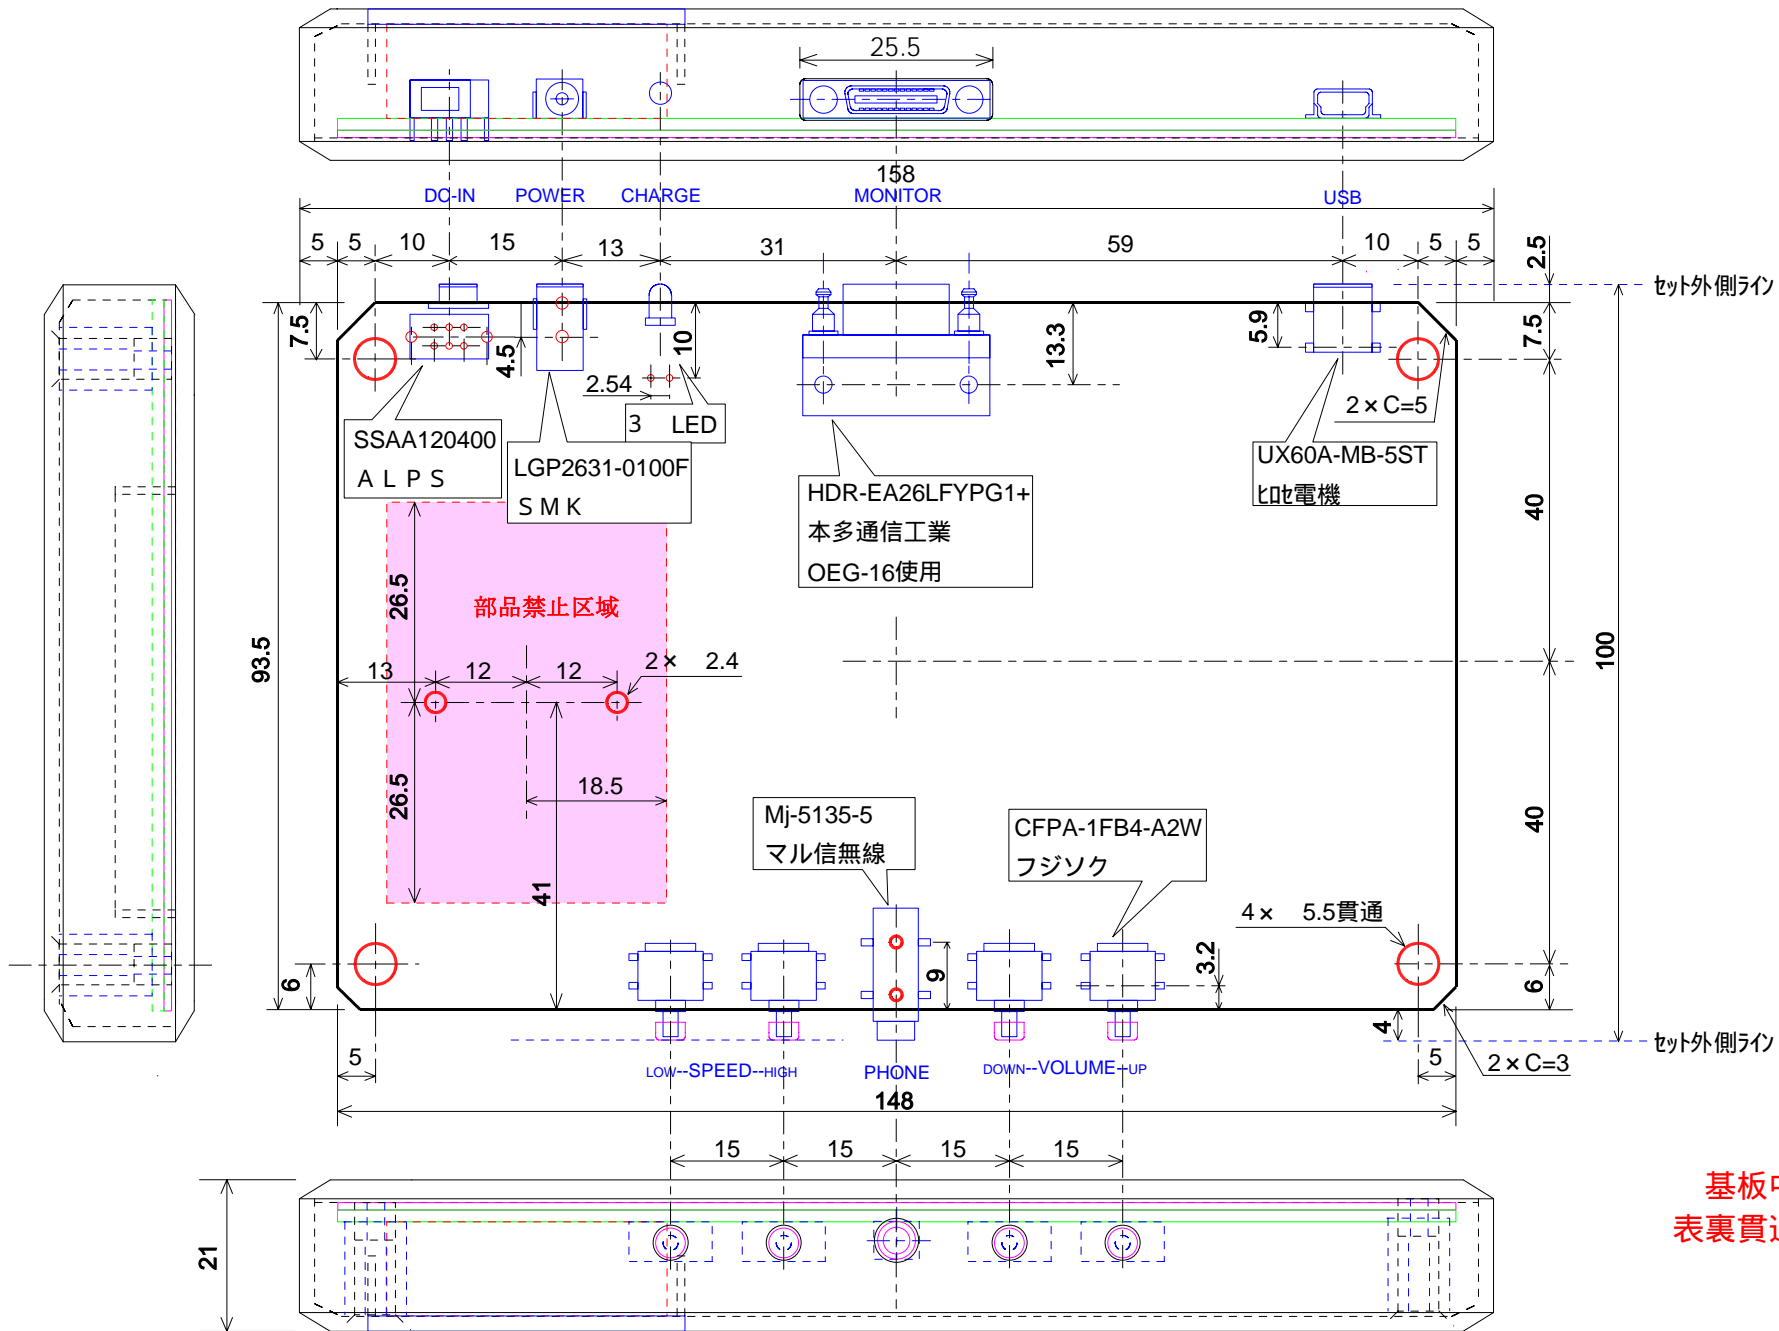 25.5
158
DC-IN POWER CHARGE MONITOR USB
5 5 10 15 13 31 59 10 5 5
2.5
セット外側ライン
7.5
4.5
10
2.54
13.3
5.9
7.5
2×C=5
SSAA120400
ALPS
LGP2631-0100F
SMK
3 LED
HDR-EA26LFYPG1+
本多通信工業
OEG-16使用
UX60A-MB-5ST
ヒロセ電機
40
26.5
部品禁止区域
93.5
100
13 12 12 2× 2.4
26.5
18.5
41
Mj-5135-5
マル信無線
CFPA-1FB4-A2W
フジソク
40
4× 5.5貫通
6
9
3.2
6
4
セット外側ライン
5
LOW--SPEED--HIGH PHONE DOWN--VOLUME--UP
5
2×C=3
148
15 15 15 15
21
基板
表裏貫